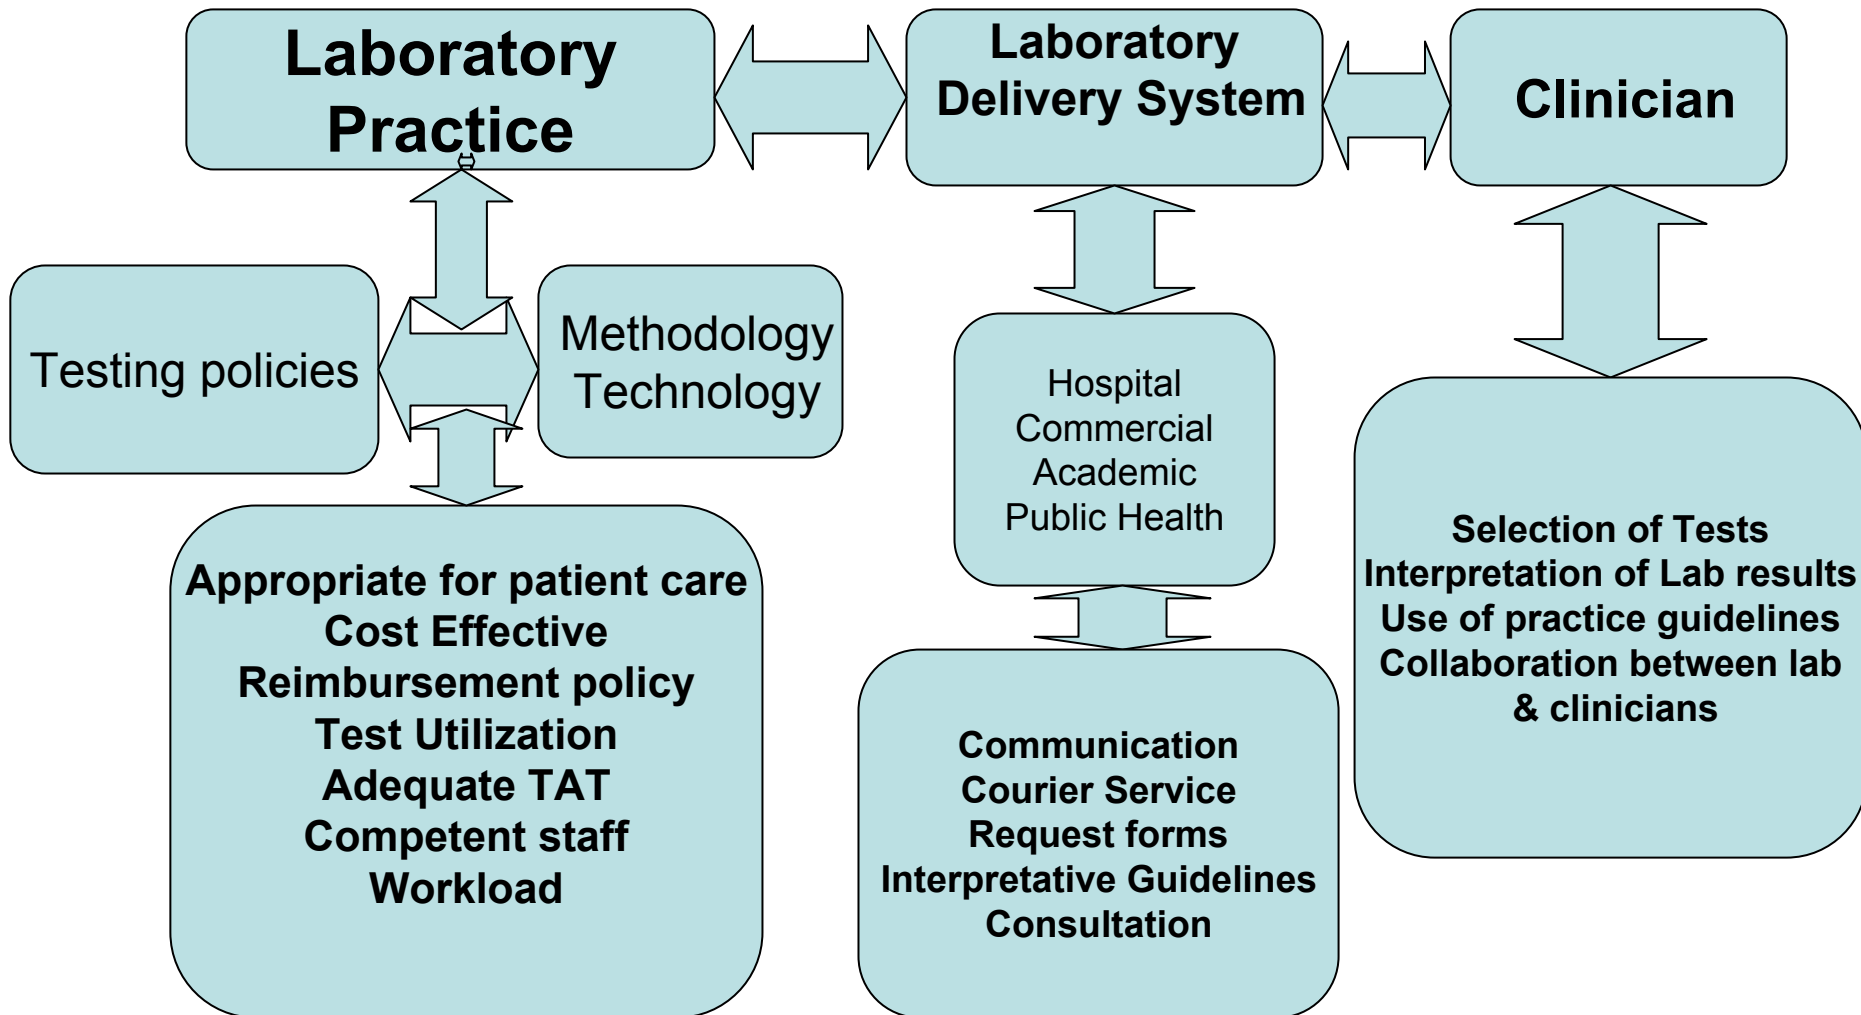 Laboratory
Practice
Laboratory
Delivery System
Clinician
Testing policies
Methodology
Technology
Hospital
Commercial
Academic
Public Health
Appropriate for patient care
Cost Effective
Reimbursement policy
Test Utilization
Adequate TAT
Competent staff
Workload
Communication
Courier Service
Request forms
Interpretative Guidelines
Consultation
Selection of Tests
Interpretation of Lab results
Use of practice guidelines
Collaboration between lab
& clinicians